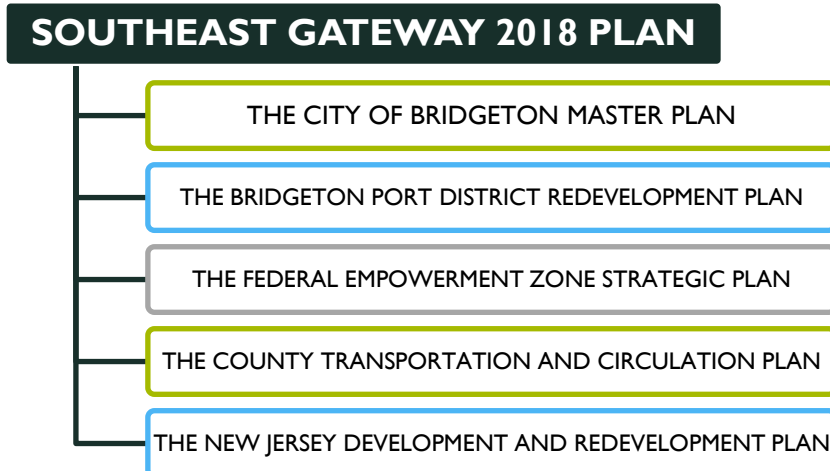 SOUTHEAST GATEWAY 2018 PLAN
THE CITY OF BRIDGETON MASTER PLAN
THE BRIDGETON PORT DISTRICT REDEVELOPMENT PLAN
THE FEDERAL EMPOWERMENT ZONE STRATEGIC PLAN
THE COUNTY TRANSPORTATION AND CIRCULATION PLAN
THE NEW JERSEY DEVELOPMENT AND REDEVELOPMENT PLAN